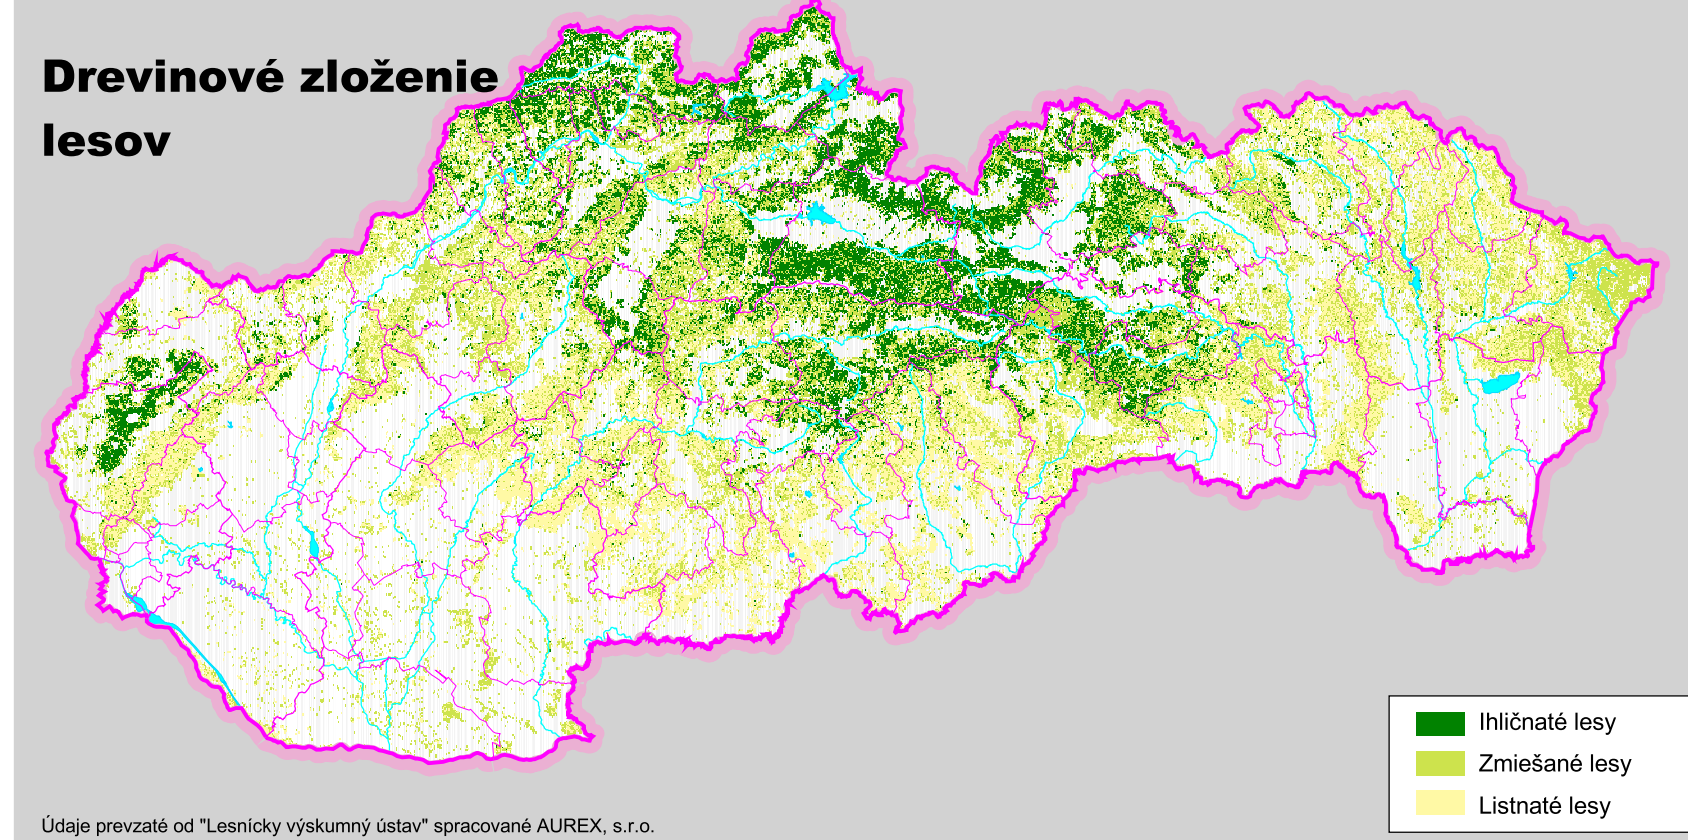 Drevinové zloženie
lesov
Ihličnaté lesy
Zmiešané lesy
Listnaté lesy
Údaje prevzaté od "Lesnícky výskumný ústav" spracované AUREX, s.r.o.